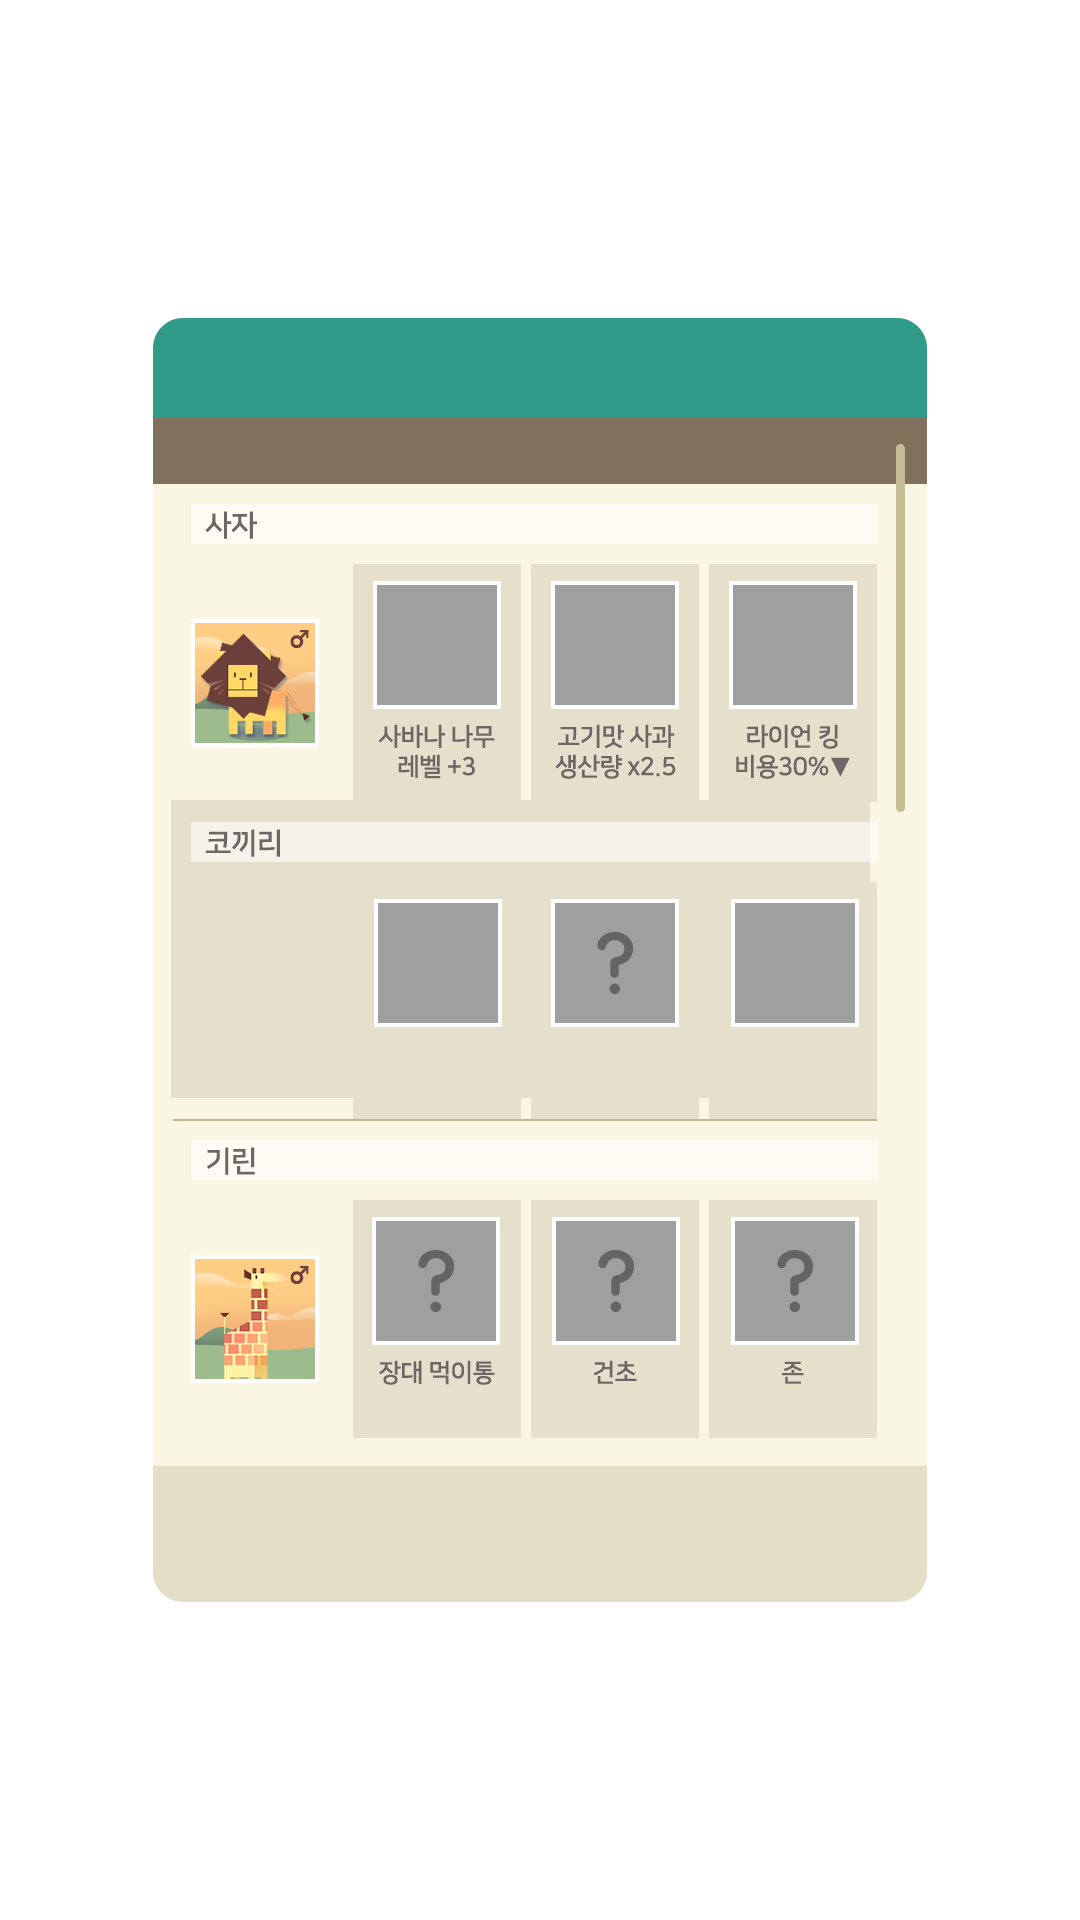 사자
♂
사바나 나무
레벨 +3
고기맛 사과
생산량 x2.5
라이언 킹
비용30%▼
코끼리
?
기린
♂
?
?
?
장대 먹이통
건초
존